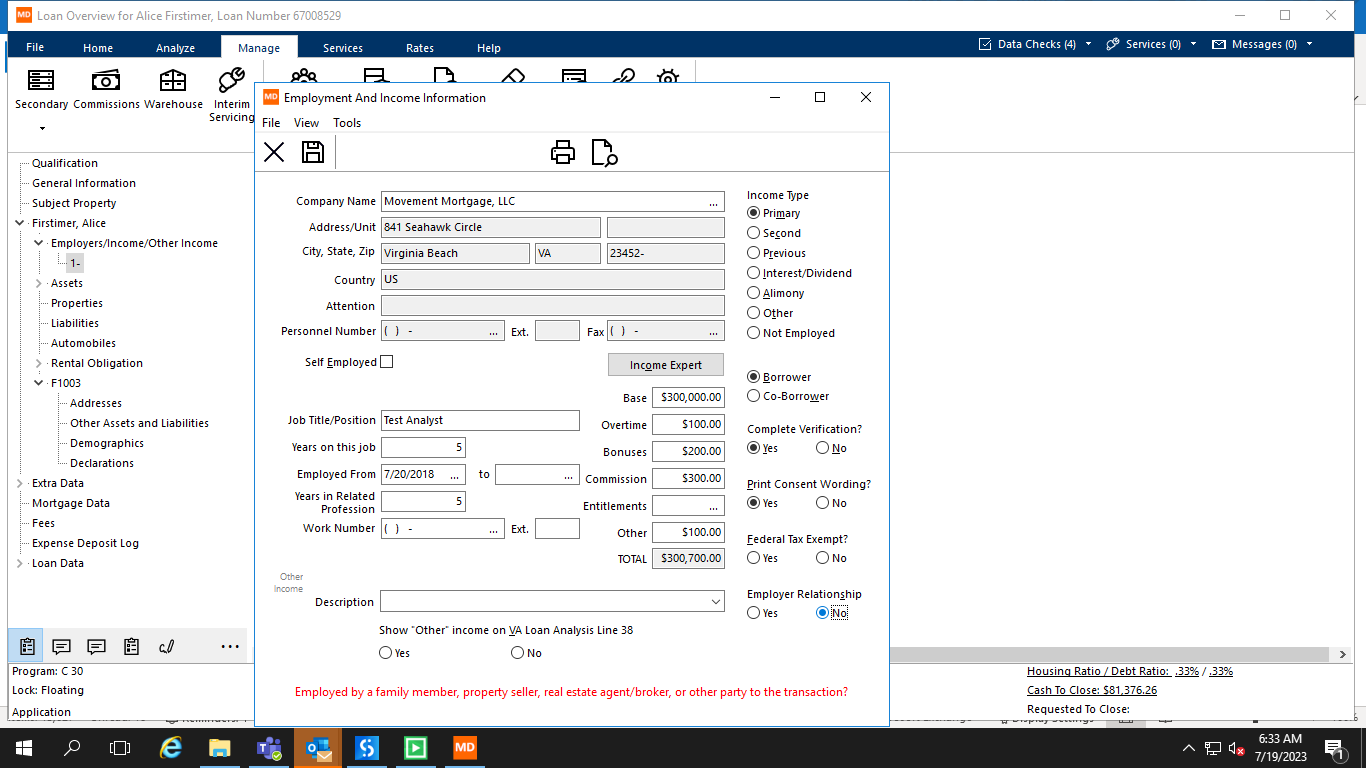 MD Loan Overview for Alice Firstimer, Loan Number 67008529
File Home Analyze Manage Services Rates Help Data Checks (4) Services (0) Messages (0)
Secondary Commissions Warehouse Interim Servicing
MD Employment And Income Information
File View Tools
Qualification
General Information
Subject Property
Firstimer, Alice
Employers/Income/Other Income
1-
Assets
Properties
Liabilities
Automobiles
Rental Obligation
F1003
Addresses
Other Assets and Liabilities
Demographics
Declarations
Extra Data
Mortgage Data
Fees
Expense Deposit Log
Loan Data
...
Program: C 30
Lock: Floating
Application
Company Name Movement Mortgage, LLC ...
Address/Unit 841 Seahawk Circle
City, State, Zip Virginia Beach VA 23452-
Country US
Attention
Personnel Number ( ) - ... Ext. Fax ( ) - ...
Self Employed
Income Expert
Base $300,000.00
Job Title/Position Test Analyst
Overtime $100.00
Years on this job 5
Bonuses $200.00
Employed From 7/20/2018 ... to ...
Commission $300.00
Years in Related Profession 5
Entitlements ...
Work Number ( ) - ... Ext.
Other $100.00
TOTAL $300,700.00
Other Income
Description
Show "Other" income on VA Loan Analysis Line 38
Yes No
Employed by a family member, property seller, real estate agent/broker, or other party to the transaction?
Income Type
Primary
Second
Previous
Interest/Dividend
Alimony
Other
Not Employed
Borrower
Co-Borrower
Complete Verification?
Yes No
Print Consent Wording?
Yes No
Federal Tax Exempt?
Yes No
Employer Relationship
Yes No
Housing Ratio / Debt Ratio: .33% / .33%
Cash To Close: $81,376.26
Requested To Close:
Display Settings
MD
6:33 AM
7/19/2023
1